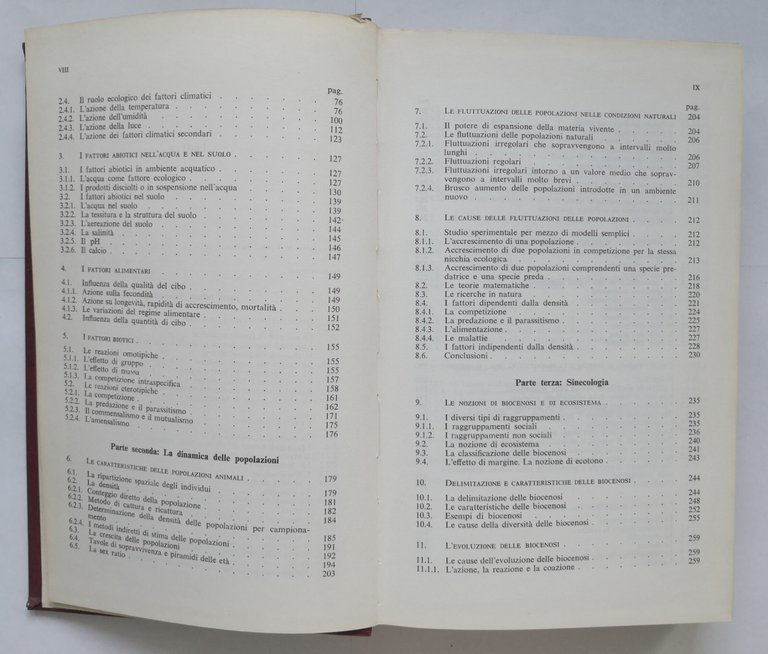 VIII
pag.
2.4. Il ruolo ecologico dei fattori climatici 76
2.4.1. L'azione della temperatura 76
2.4.2. L'azione dell'umidità 100
2.4.3. L'azione della luce 112
2.4.4. L'azione dei fattori climatici secondari 123
3. I FATTORI ABIOTICI NELL'ACQUA E NEL SUOLO 127
3.1. I fattori abiotici in ambiente acquatico 127
3.1.1. L'acqua come fattore ecologico 127
3.1.2. I prodotti disciolti o in sospensione nell'acqua 130
3.2. I fattori abiotici nel suolo 139
3.2.1. L'acqua nel suolo 139
3.2.2. La tessitura e la struttura del suolo 142
3.2.3. L'aereazione del suolo 144
3.2.4. La salinità 145
3.2.5. Il pH 146
3.2.6. Il calcio 147
4. I FATTORI ALIMENTARI 149
4.1. Influenza della qualità del cibo 149
4.1.1. Azione sulla fecondità 149
4.1.2. Azione su longevità, rapidità di accrescimento, mortalità 150
4.1.3. Le variazioni del regime alimentare 151
4.2. Influenza della quantità di cibo 152
5. I FATTORI BIOTICI 155
5.1. Le reazioni omotipiche 155
5.1.1. L'effetto di gruppo 155
5.1.2. L'effetto di massa 157
5.1.3. La competizione intraspecifica 158
5.2. Le reazioni eterotipiche 161
5.2.1. La competizione 162
5.2.2. La predazione e il parassitismo 171
5.2.3. Il commensalismo e il mutualismo 175
5.2.4. L'amensalismo 176
Parte seconda: La dinamica delle popolazioni
6. LE CARATTERISTICHE DELLE POPOLAZIONI ANIMALI 179
6.1. La ripartizione spaziale degli individui 179
6.2. La densità 181
6.2.1. Conteggio diretto della popolazione 182
6.2.2. Metodo di cattura e ricattura 184
6.2.3. Determinazione della densità delle popolazioni per campiona-
mento 185
6.2.4. I metodi indiretti di stima delle popolazioni 191
6.3. La crescita delle popolazioni 192
6.4. Tavole di sopravvivenza e piramidi delle età 194
6.5. La sex ratio 203
IX
pag.
7. LE FLUTTUAZIONI DELLE POPOLAZIONI NELLE CONDIZIONI NATURALI 204
7.1. Il potere di espansione della materia vivente 204
7.2. Le fluttuazioni delle popolazioni naturali 206
7.2.1. Fluttuazioni irregolari che sopravvengono a intervalli molto
lunghi 206
7.2.2. Fluttuazioni regolari 207
7.2.3. Fluttuazioni irregolari intorno a un valore medio che soprav-
vengono a intervalli molto brevi 210
7.2.4. Brusco aumento delle popolazioni introdotte in un ambiente
nuovo 211
8. LE CAUSE DELLE FLUTTUAZIONI DELLE POPOLAZIONI 212
8.1. Studio sperimentale per mezzo di modelli semplici 212
8.1.1. L'accrescimento di una popolazione 212
8.1.2. Accrescimento di due popolazioni in competizione per la stessa
nicchia ecologica 213
8.1.3. Accrescimento di due popolazioni comprendenti una specie pre-
datrice e una specie preda 216
8.2. Le teorie matematiche 218
8.3. Le ricerche in natura 220
8.4. I fattori dipendenti dalla densità 221
8.4.1. La competizione 224
8.4.2. La predazione e il parassitismo 225
8.4.3. L'alimentazione 227
8.4.4. Le malattie 227
8.5. I fattori indipendenti dalla densità 228
8.6. Conclusioni 230
Parte terza: Sinecologia
9. LE NOZIONI DI BIOCENOSI E DI ECOSISTEMA 235
9.1. I diversi tipi di raggruppamenti 235
9.1.1. I raggruppamenti sociali 235
9.1.2. I raggruppamenti non sociali 236
9.2. La nozione di ecosistema 240
9.3. La classificazione delle biocenosi 241
9.4. L'effetto di margine. La nozione di ecotono 243
10. DELIMITAZIONE E CARATTERISTICHE DELLE BIOCENOSI 244
10.1. La delimitazione delle biocenosi 244
10.2. Le caratteristiche delle biocenosi 248
10.3. Esempi di biocenosi 252
10.4. Le cause della diversità delle biocenosi 255
11. L'EVOLUZIONE DELLE BIOCENOSI 259
11.1. Le cause dell'evoluzione delle biocenosi 259
11.1.1. L'azione, la reazione e la coazione 259